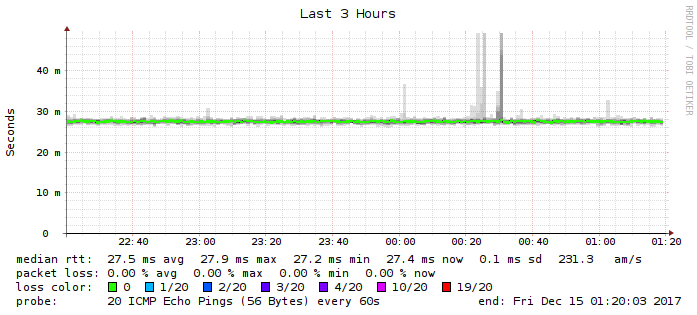 Last 3 Hours
RRDTOOL / TOBI OETIKER
Seconds
40 m
30 m
20 m
10 m
0
22:40 23:00 23:20 23:40 00:00 00:20 00:40 01:00 01:20
median rtt: 27.5 ms avg 27.9 ms max 27.2 ms min 27.4 ms now 0.1 ms sd 231.3 am/s
packet loss: 0.00 % avg 0.00 % max 0.00 % min 0.00 % now
loss color: 0 1/20 2/20 3/20 4/20 10/20 19/20
probe: 20 ICMP Echo Pings (56 Bytes) every 60s end: Fri Dec 15 01:20:03 2017